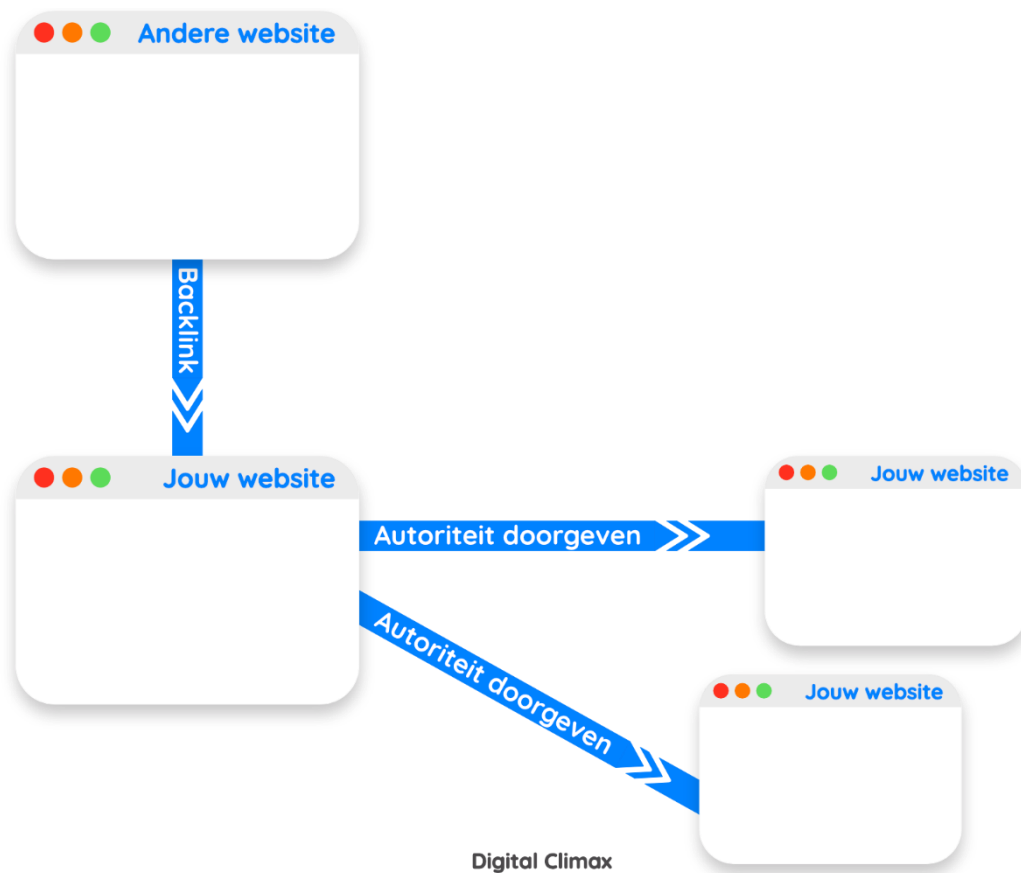 Andere website
Backlink
Jouw website
Autoriteit doorgeven
Jouw website
Autoriteit doorgeven
Jouw website
Digital Climax